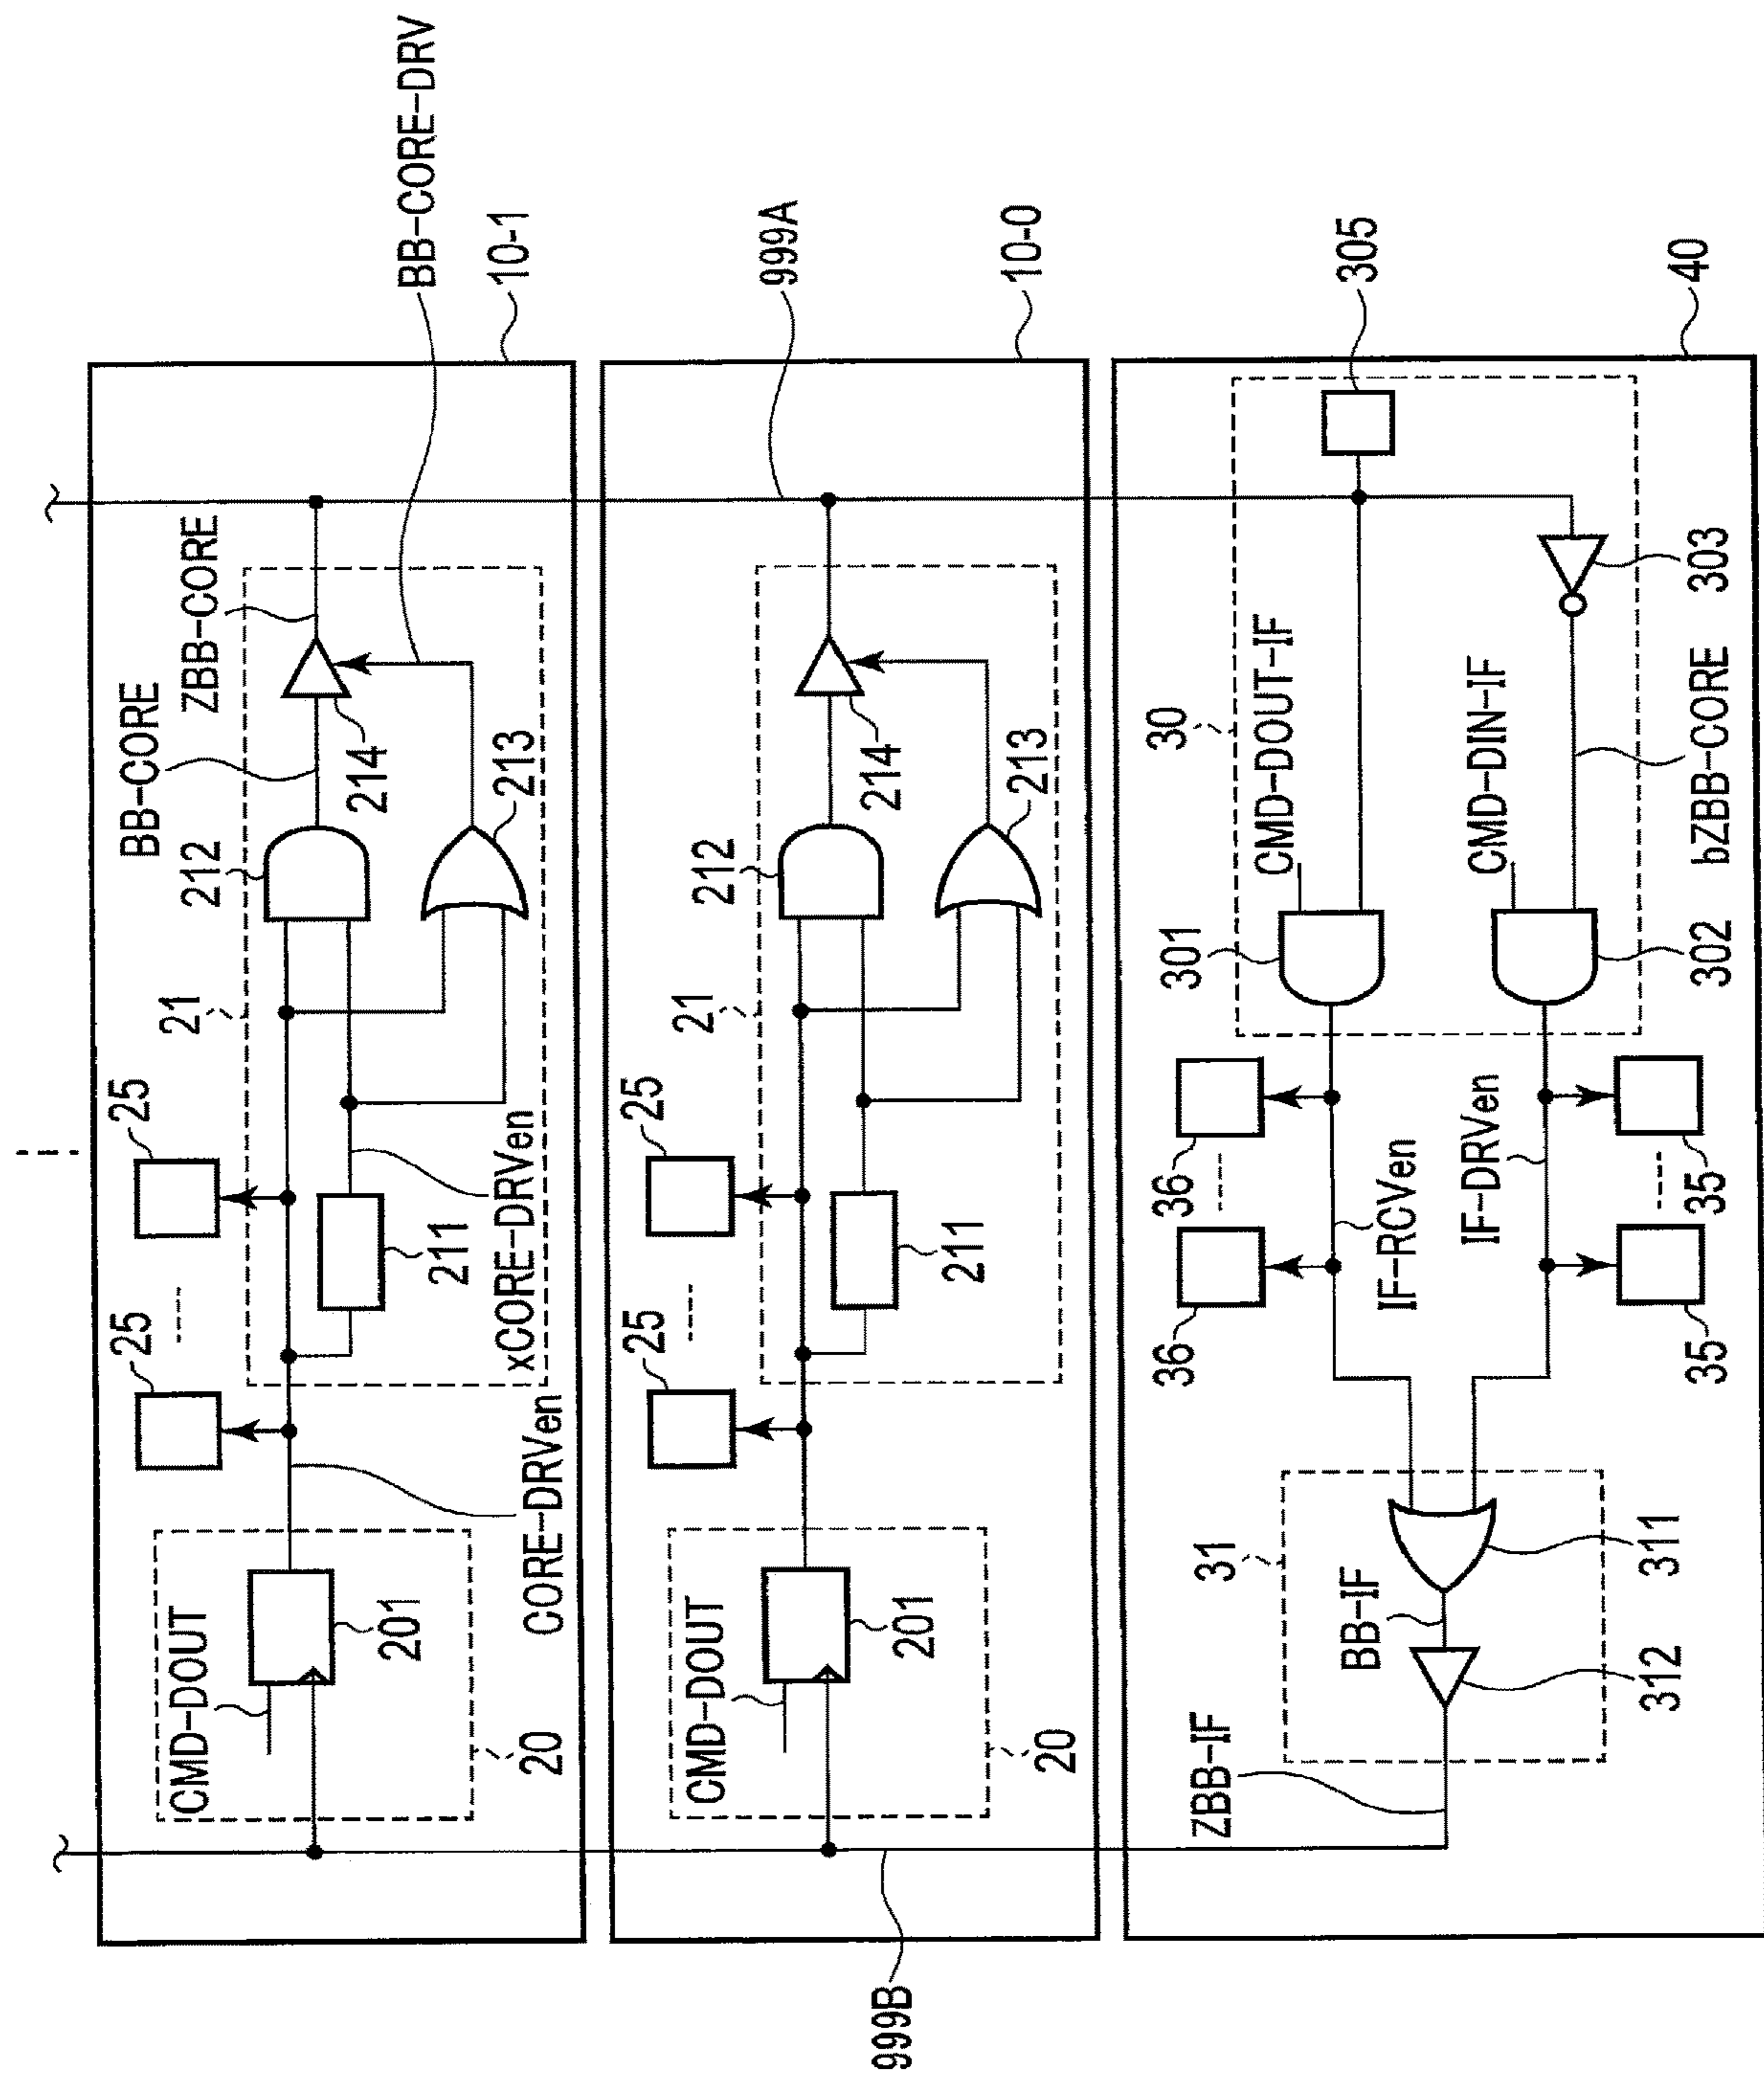 BB-CORE-DRV
10-1
999A
10-0
305
40
ZBB-CORE
BB-CORE
214
212
213
21
25
25
211
xCORE-DRVen
CORE-DRVen
CMD-DOUT
201
20
214
212
213
21
25
25
211
CMD-DOUT
201
20
30
CMD-DOUT-IF
CMD-DIN-IF
303
bZBB-CORE
301
302
36
36
IF-RCVen
IF-DRVen
35
35
31
311
BB-IF
312
ZBB-IF
999B